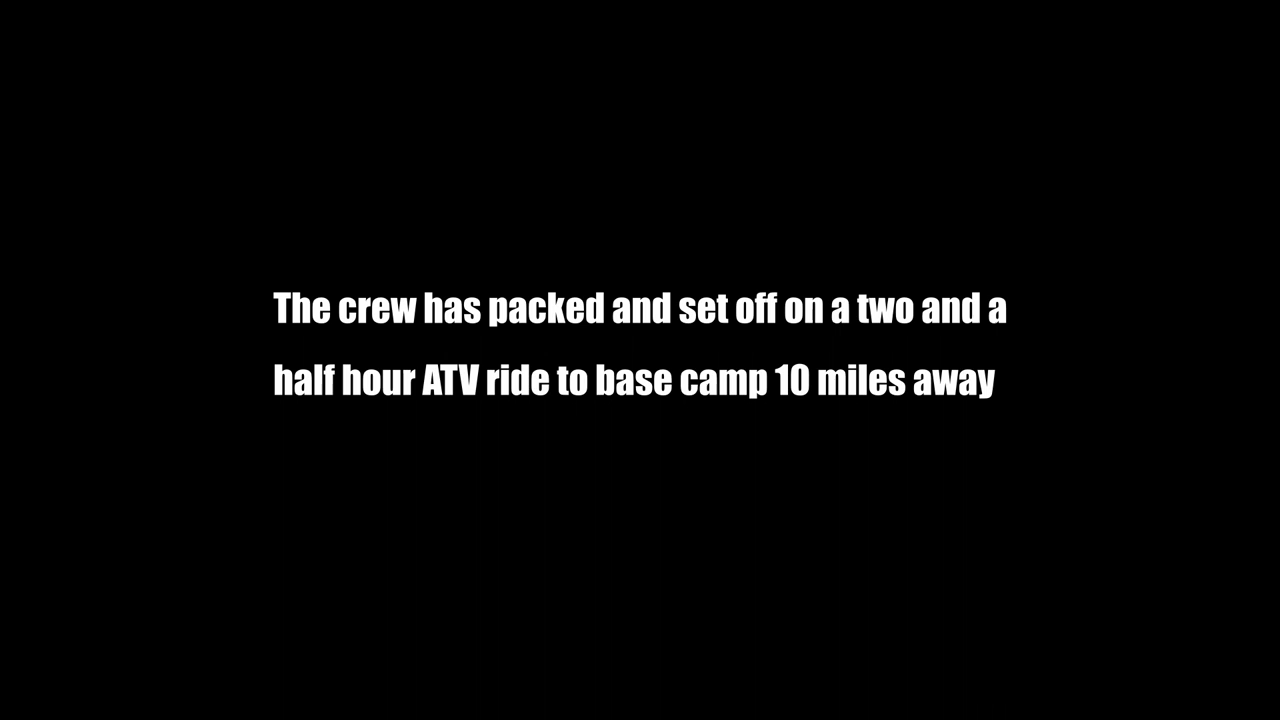 The crew has packed and set off on a two and a
half hour ATV ride to base camp 10 miles away